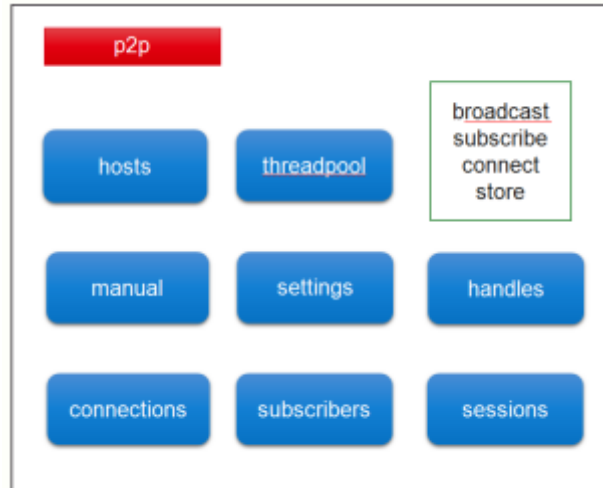 p2p
broadcast
subscribe
connect
store
hosts
threadpool
manual
settings
handles
connections
subscribers
sessions